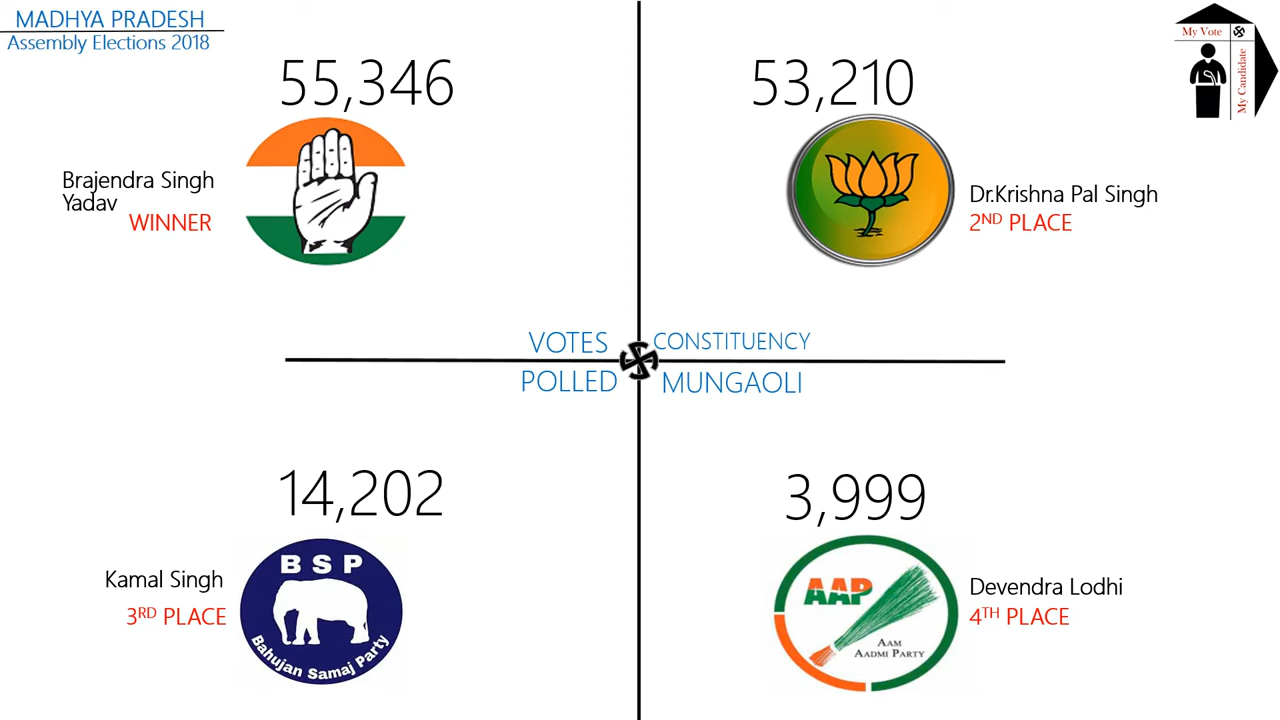 MADHYA PRADESH
Assembly Elections 2018
My Vote
My Candidate
55,346
Brajendra Singh
Yadav
WINNER
53,210
Dr.Krishna Pal Singh
2ND PLACE
VOTES
POLLED
CONSTITUENCY
MUNGAOLI
14,202
Kamal Singh
3RD PLACE
BSP
Bahujan Samaj Party
3,999
AAP
AAM
AADMI PARTY
Devendra Lodhi
4TH PLACE